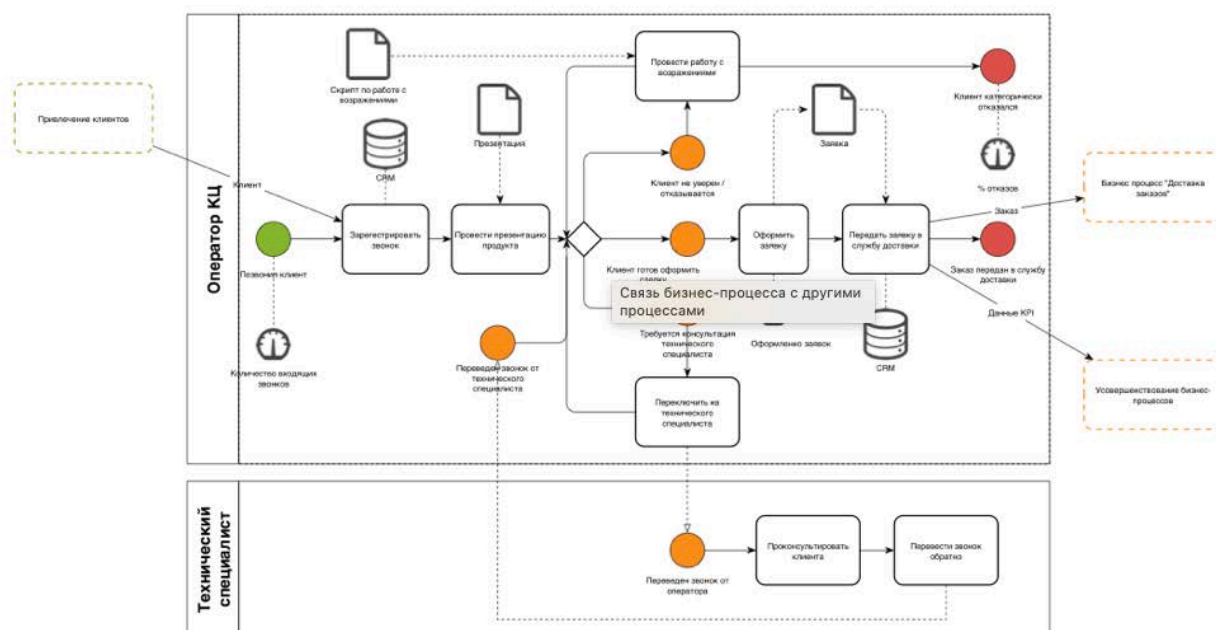 Оператор КЦ
Привлечение клиентов
Клиент
Скрипт по работе с
возражениями
CRM
Презентация
Провести работу с
возражениями
Клиент не уверен /
отказывается
Заявка
Клиент категорически
отказался
% отказов
Бизнес процесс "Доставка
заказов"
Заказ
Позвонил клиент
Зарегестрировать
звонок
Провести презентацию
продукта
Клиент готов оформить
Оформить
заявку
Передать заявку в
службу доставки
Заказ передан в службу
доставки
Связь бизнес-процесса с другими
процессами
Данные KPI
Количество входящих
звонков
Переведен звонок от
технического
специалиста
Требуется консультация
технического
специалиста
Оформленно заявок
CRM
Усовершенствование бизнес-
процессов
Переключить на
технического
специалиста
Технический
специалист
Переведен звонок от
оператора
Проконсультировать
клиента
Перевести звонок
обратно